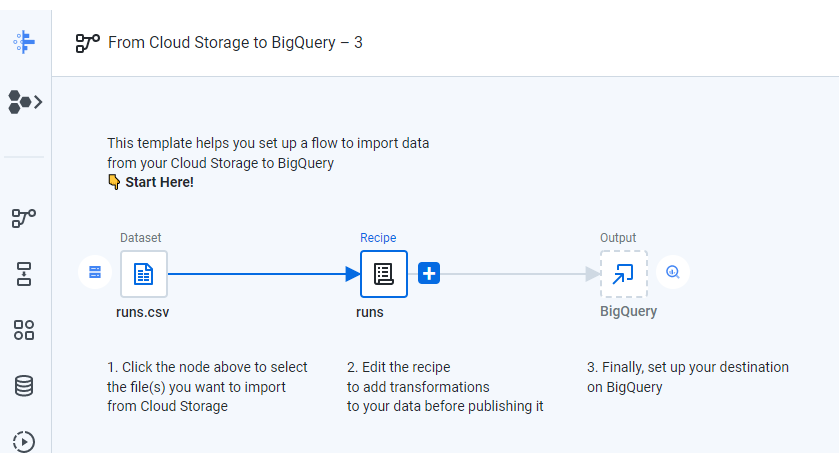 From Cloud Storage to BigQuery – 3
This template helps you set up a flow to import data
from your Cloud Storage to BigQuery
👇 Start Here!
Dataset
Recipe
Output
runs.csv
runs
BigQuery
1. Click the node above to select
the file(s) you want to import
from Cloud Storage
2. Edit the recipe
to add transformations
to your data before publishing it
3. Finally, set up your destination
on BigQuery